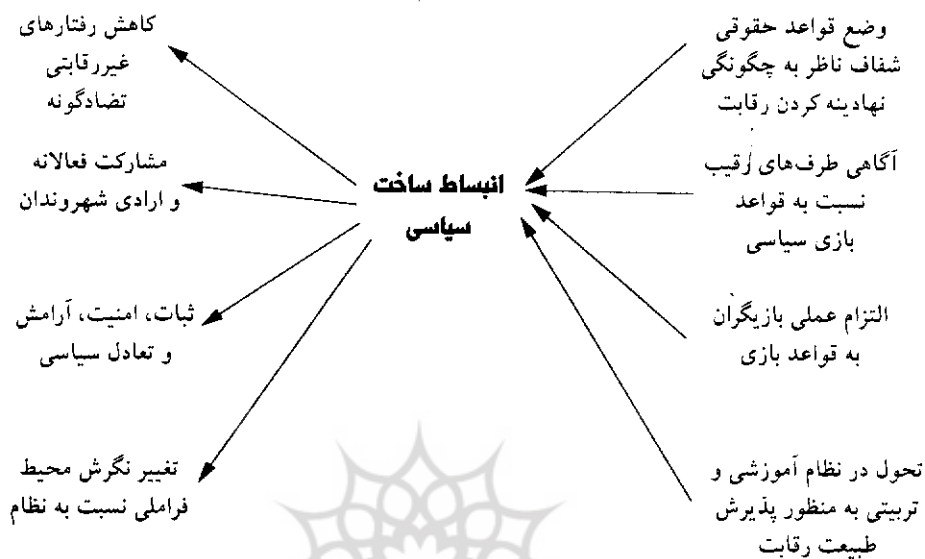 وضع قواعد حقوقی
شفاف ناظر به چگونگی
نهادینه کردن رقابت
آگاهی طرف‌های رقیب
نسبت به قواعد
بازی سیاسی
التزام عملی بازیگران
به قواعد بازی
تحول در نظام آموزشی و
تربیتی به منظور پذیرش
طبیعت رقابت
انبساط ساخت
سیاسی
کاهش رفتارهای
غیررقابتی
تضادگونه
مشارکت فعالانه
و ارادی شهروندان
ثبات، امنیت، آرامش
و تعادل سیاسی
تغییر نگرش محیط
فراملی نسبت به نظام